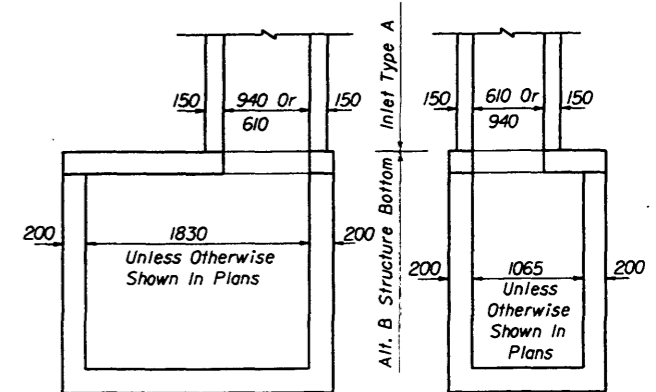 150
940 Or
610
150
Inlet Type A
150
610 Or
940
150
200
1830
Unless Otherwise
Shown In Plans
200
Alt. B Structure Bottom
200
1065
Unless
Otherwise
Shown In
Plans
200